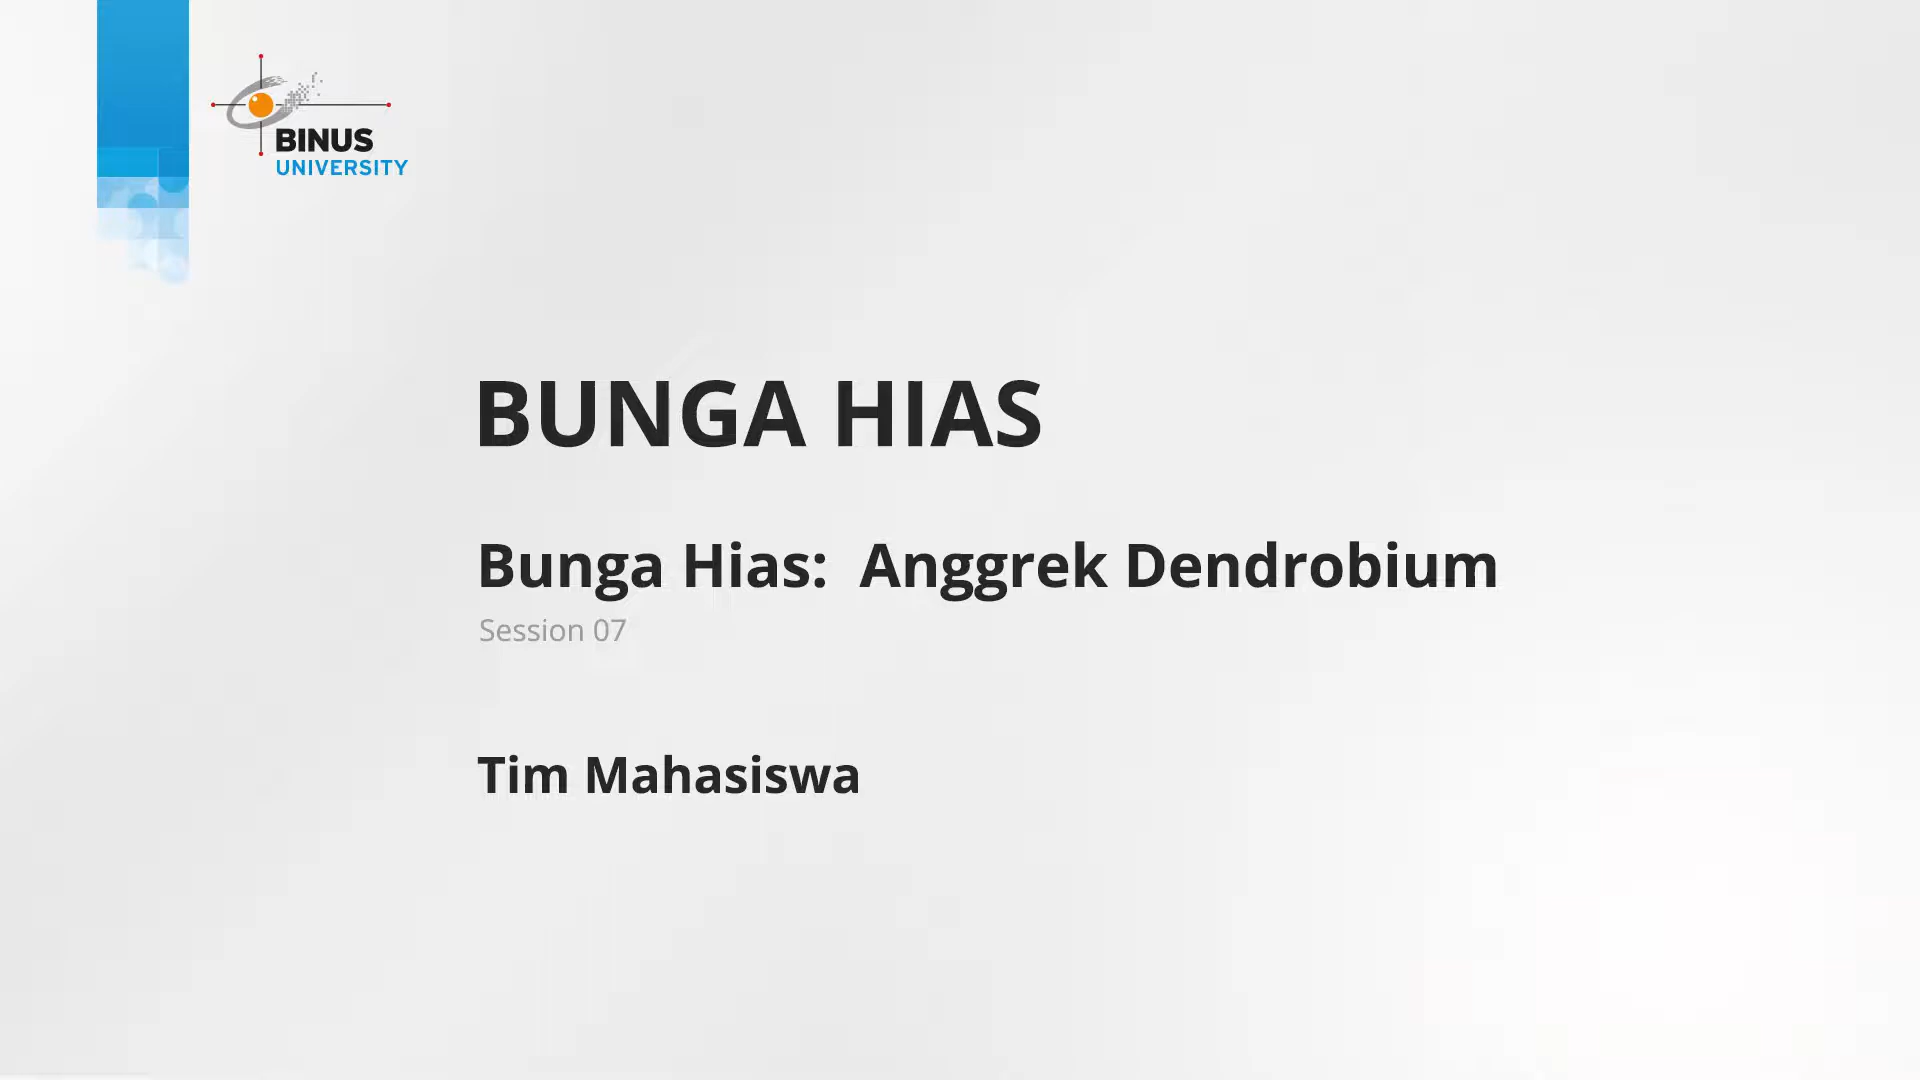 BINUS
UNIVERSITY
BUNGA HIAS
Bunga Hias: Anggrek Dendrobium
Session 07
Tim Mahasiswa